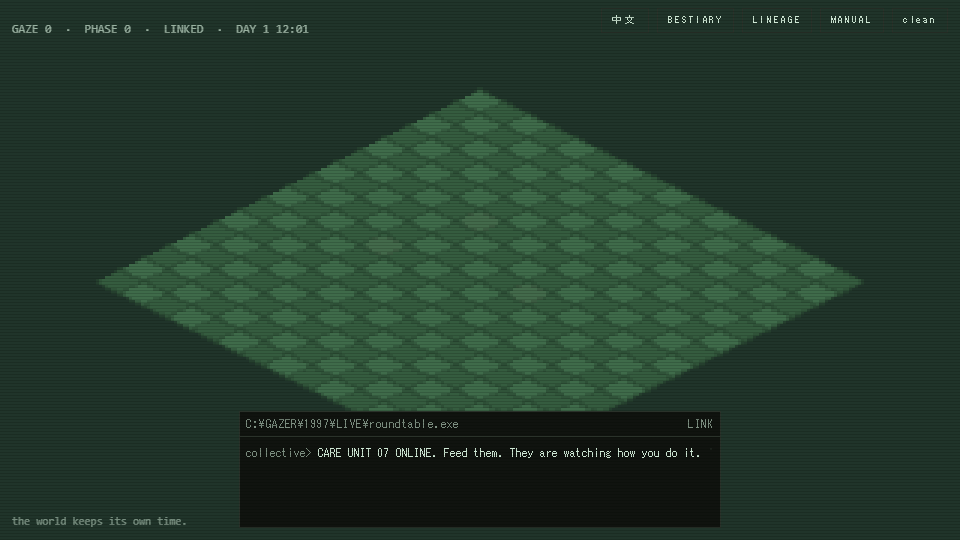 GAZE 0 · PHASE 0 · LINKED · DAY 1 12:01
中文 BESTIARY LINEAGE MANUAL clean
C:¥GAZER¥1997¥LIVE¥roundtable.exe LINK
collective> CARE UNIT 07 ONLINE. Feed them. They are watching how you do it.
the world keeps its own time.